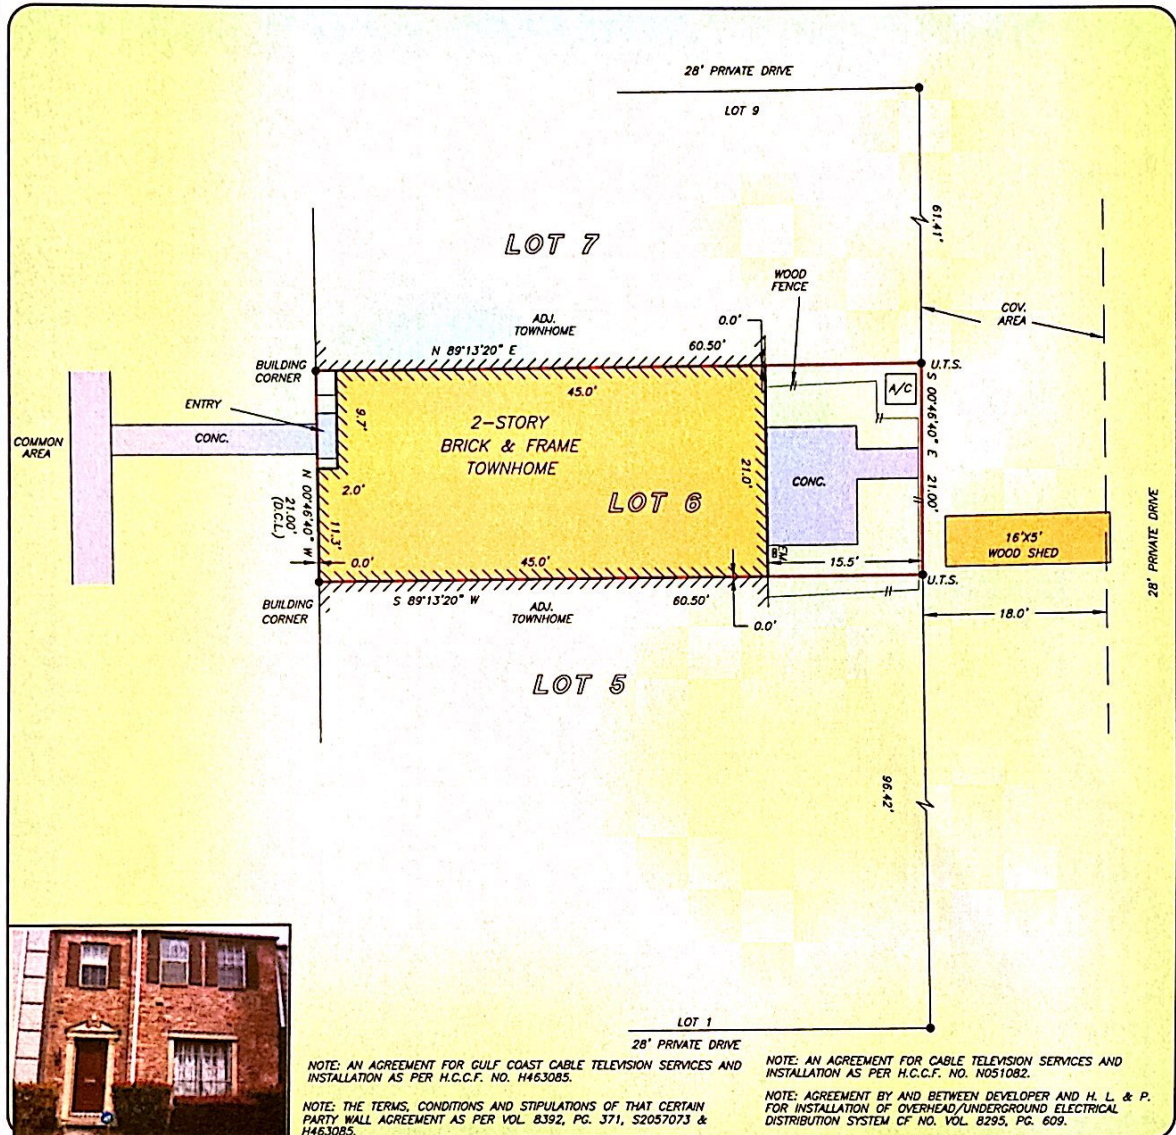 28' PRIVATE DRIVE
LOT 9
61.41'
LOT 7
WOOD
FENCE
COV.
AREA
ADJ.
TOWNHOME
0.0'
N 89°13'20" E
60.50'
BUILDING
CORNER
U.T.S.
A/C
45.0'
ENTRY
9.7'
2-STORY
BRICK & FRAME
TOWNHOME
S 00°46'40" E 21.00'
COMMON
AREA
CONC.
21.0'
CONC.
2.0'
LOT 6
N 00°46'40" W
21.00'
(D.C.L.)
11.3'
16'X5'
WOOD SHED
28' PRIVATE DRIVE
EM
0.0'
45.0'
15.5'
U.T.S.
BUILDING
CORNER
S 89°13'20" W
60.50'
ADJ.
TOWNHOME
18.0'
0.0'
LOT 5
96.42'
LOT 1
28' PRIVATE DRIVE
NOTE: AN AGREEMENT FOR GULF COAST CABLE TELEVISION SERVICES AND
INSTALLATION AS PER H.C.C.F. NO. H463085.
NOTE: THE TERMS, CONDITIONS AND STIPULATIONS OF THAT CERTAIN
PARTY WALL AGREEMENT AS PER VOL. 8392, PG. 371, S2057073 &
H463085.
NOTE: AN AGREEMENT FOR CABLE TELEVISION SERVICES AND
INSTALLATION AS PER H.C.C.F. NO. N051082.
NOTE: AGREEMENT BY AND BETWEEN DEVELOPER AND H. L. & P.
FOR INSTALLATION OF OVERHEAD/UNDERGROUND ELECTRICAL
DISTRIBUTION SYSTEM CF NO. VOL. 8295, PG. 609.